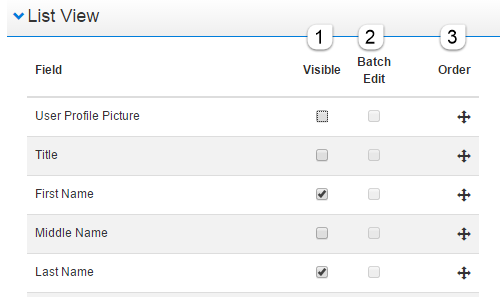 List View
1 2 3
Field Visible Batch Edit Order
User Profile Picture
Title
First Name
Middle Name
Last Name